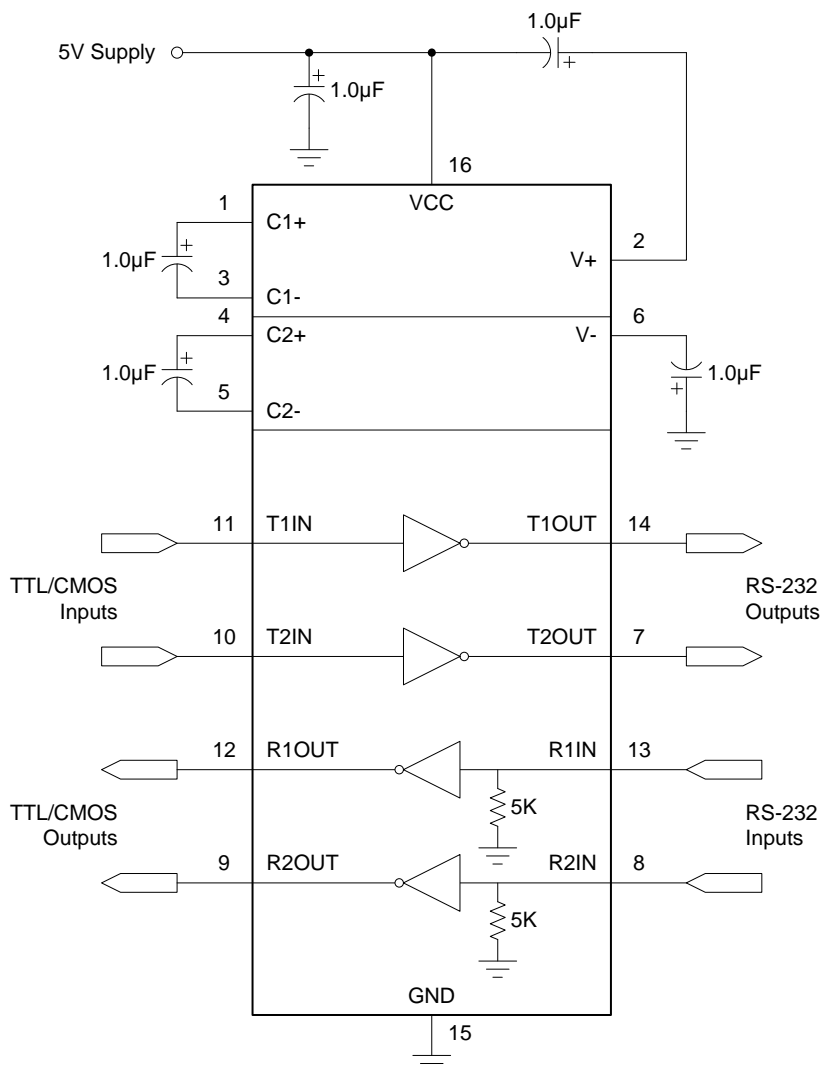 1.0µF
5V Supply
+
+
1.0µF
16
VCC
1
C1+
2
+
V+
1.0µF
3
C1-
4
6
C2+
V-
+
1.0µF
1.0µF
+
5
C2-
11
T1IN
T1OUT
14
TTL/CMOS
Inputs
RS-232
Outputs
10
T2IN
T2OUT
7
12
R1OUT
R1IN
13
5K
TTL/CMOS
Outputs
RS-232
Inputs
9
R2OUT
R2IN
8
5K
GND
15